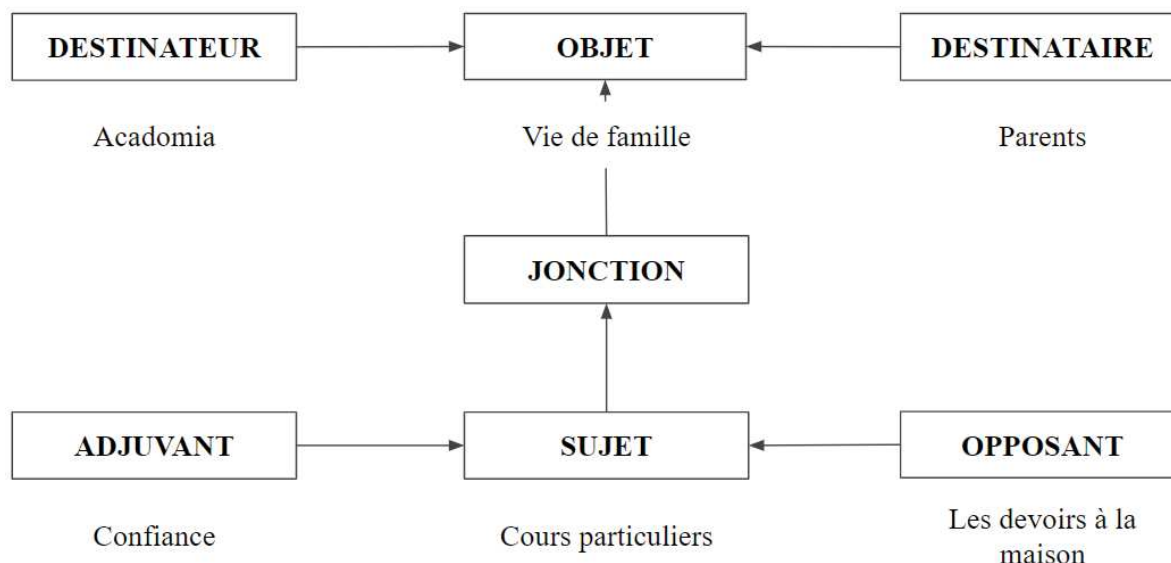 DESTINATEUR
OBJET
DESTINATAIRE
Acadomia
Vie de famille
Parents
JONCTION
ADJUVANT
SUJET
OPPOSANT
Confiance
Cours particuliers
Les devoirs à la
maison